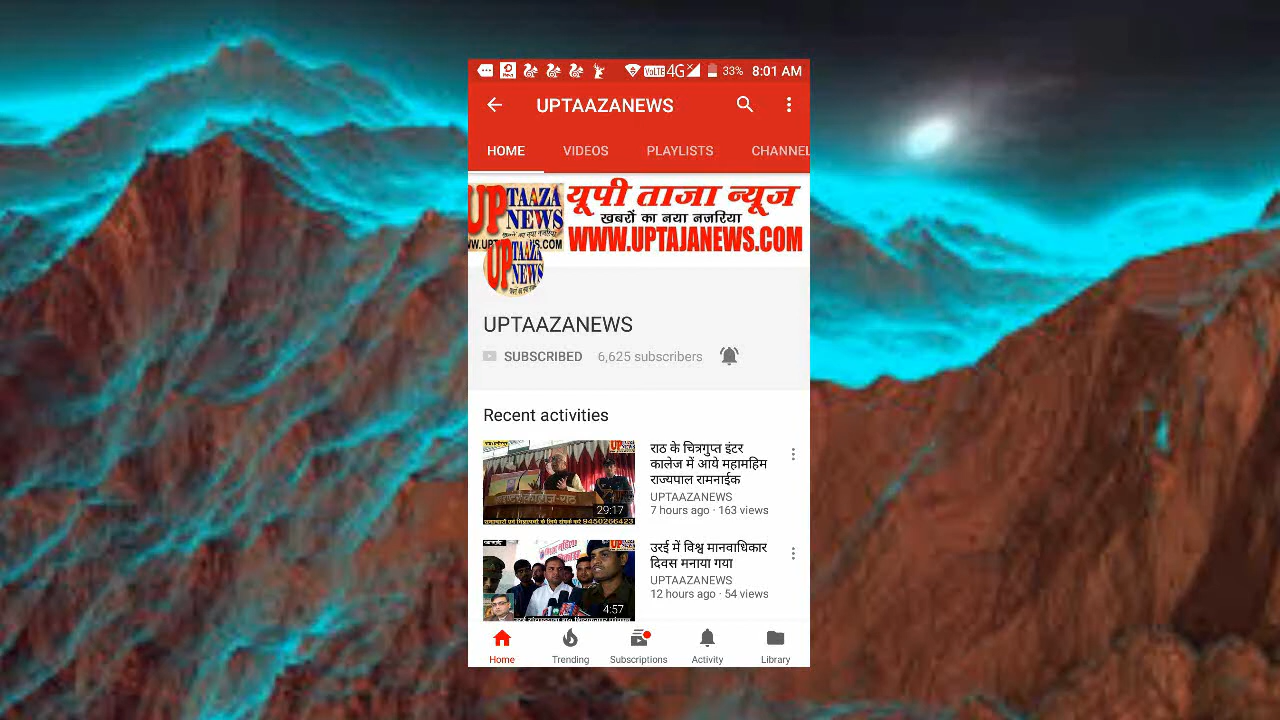 VoLTE 4G 33% 8:01 AM
UPTAAZANEWS
HOME VIDEOS PLAYLISTS CHANNEL
UP TAAZA NEWS
यूपी ताजा न्यूज
खबरों का नया नजरिया
WWW.UPTAJANEWS.COM
UP TAAZA NEWS
UPTAAZANEWS
SUBSCRIBED 6,625 subscribers
Recent activities
राठ के चित्रगुप्त इंटर
कालेज में आये महामहिम
राज्यपाल रामनाईक
UPTAAZANEWS
7 hours ago · 163 views
29:17
उरई में विश्व मानवाधिकार
दिवस मनाया गया
UPTAAZANEWS
12 hours ago · 54 views
4:57
Home Trending Subscriptions Activity Library